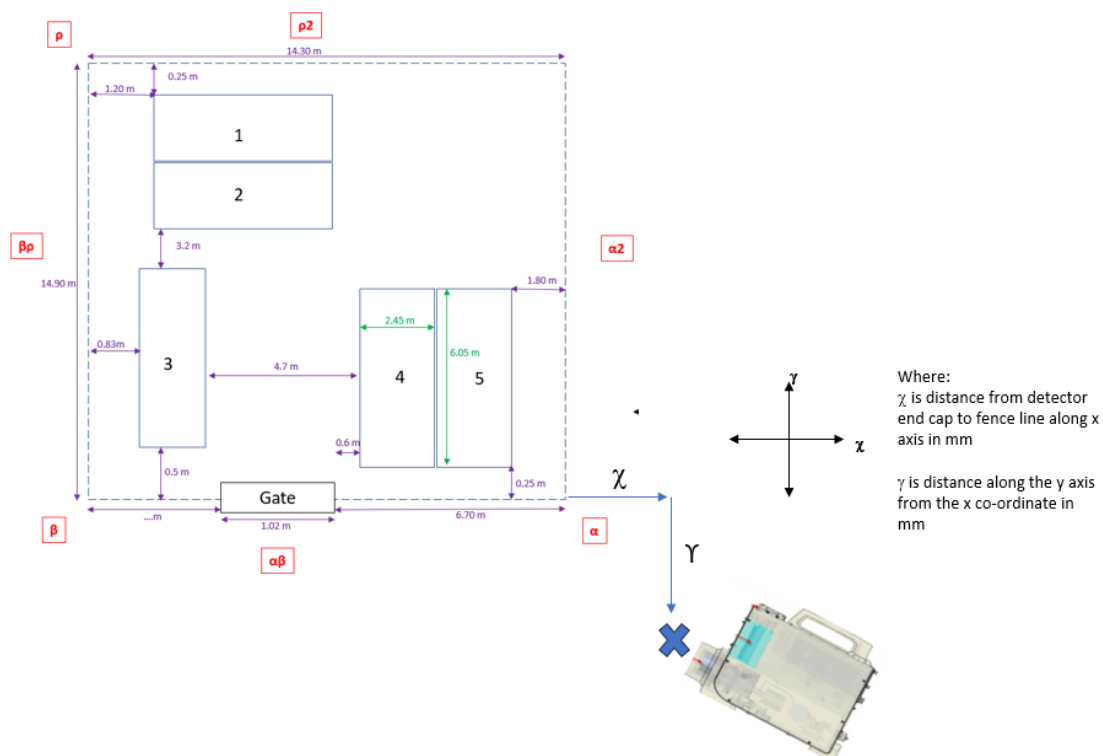 ρ
ρ2
14.30 m
0.25 m
1.20 m
1
2
βρ
3.2 m
α2
14.90 m
1.80 m
2.45 m
0.83m
3
4.7 m
4
6.05 m
5
0.6 m
0.5 m
0.25 m
Gate
....m
1.02 m
6.70 m
β
αβ
α
χ
ϒ
γ
χ
Where:
χ is distance from detector
end cap to fence line along x
axis in mm
γ is distance along the y axis
from the x co-ordinate in
mm